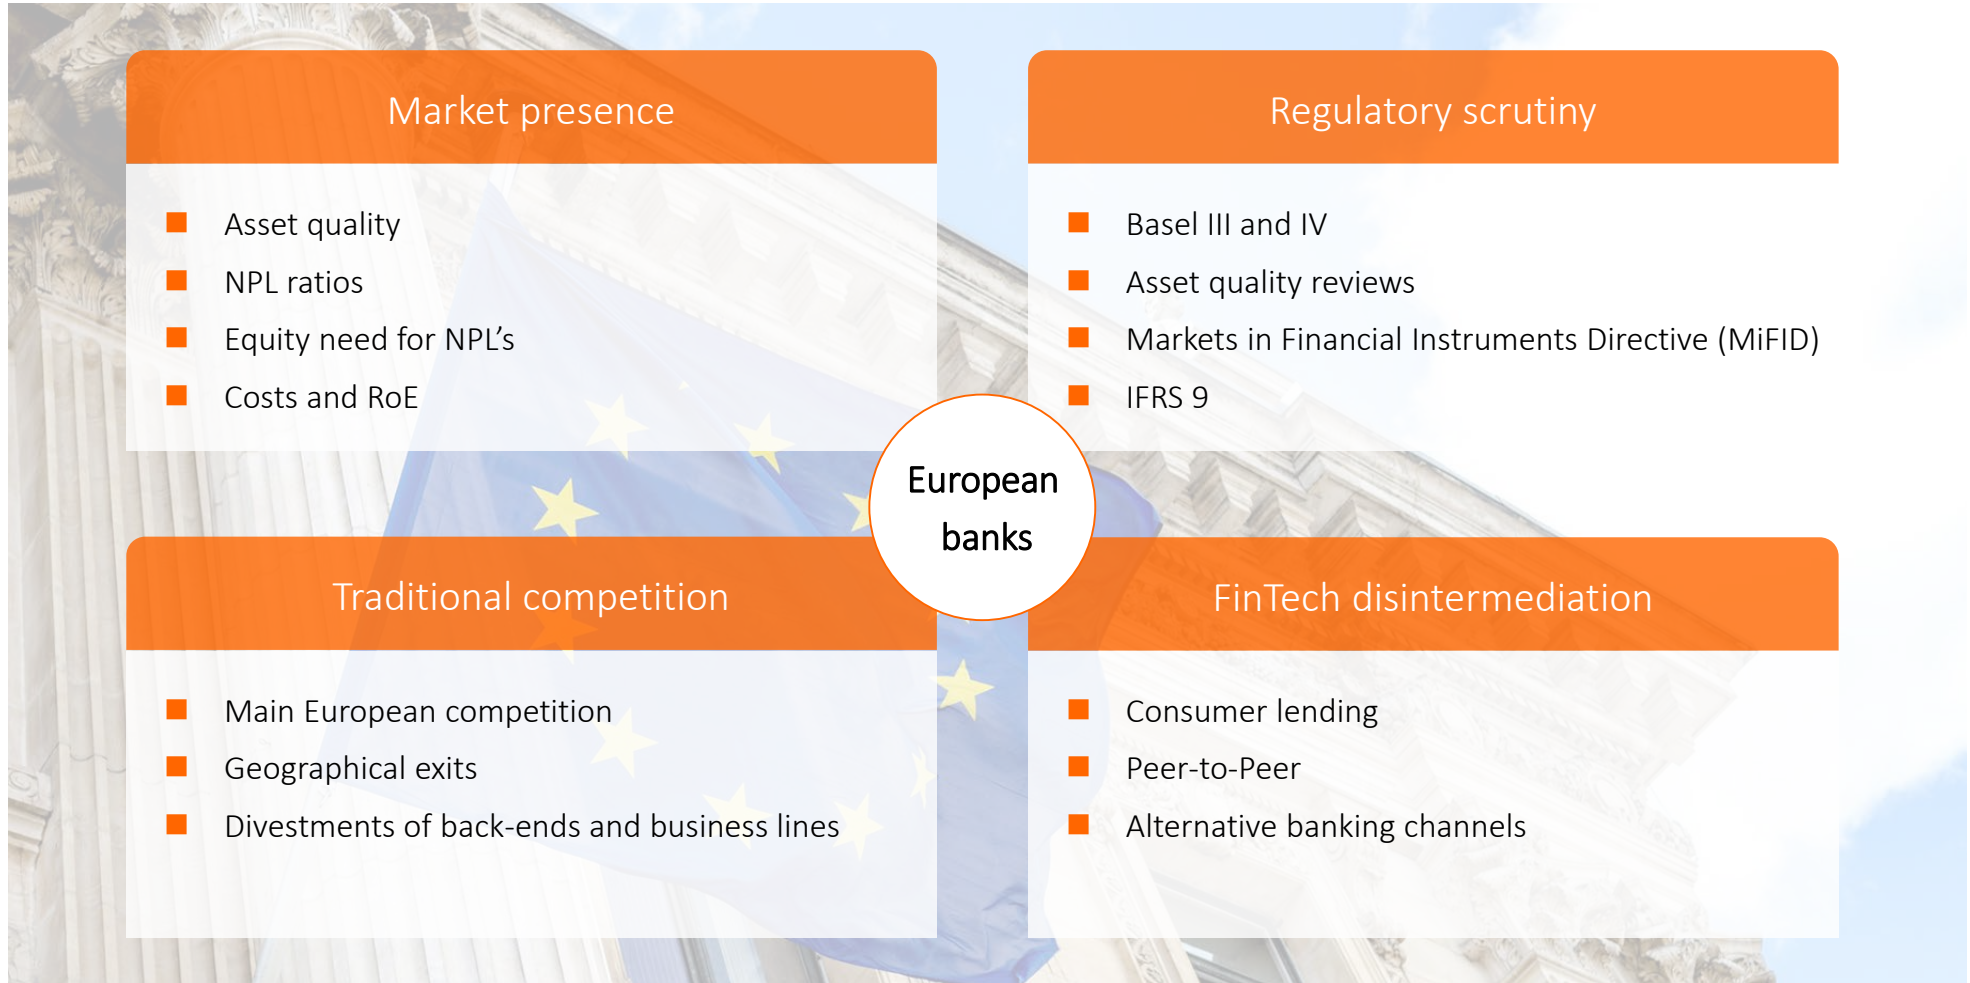 Market presence
Asset quality
NPL ratios
Equity need for NPL’s
Costs and RoE
Regulatory scrutiny
Basel III and IV
Asset quality reviews
Markets in Financial Instruments Directive (MiFID)
IFRS 9
European
banks
Traditional competition
Main European competition
Geographical exits
Divestments of back-ends and business lines
FinTech disintermediation
Consumer lending
Peer-to-Peer
Alternative banking channels